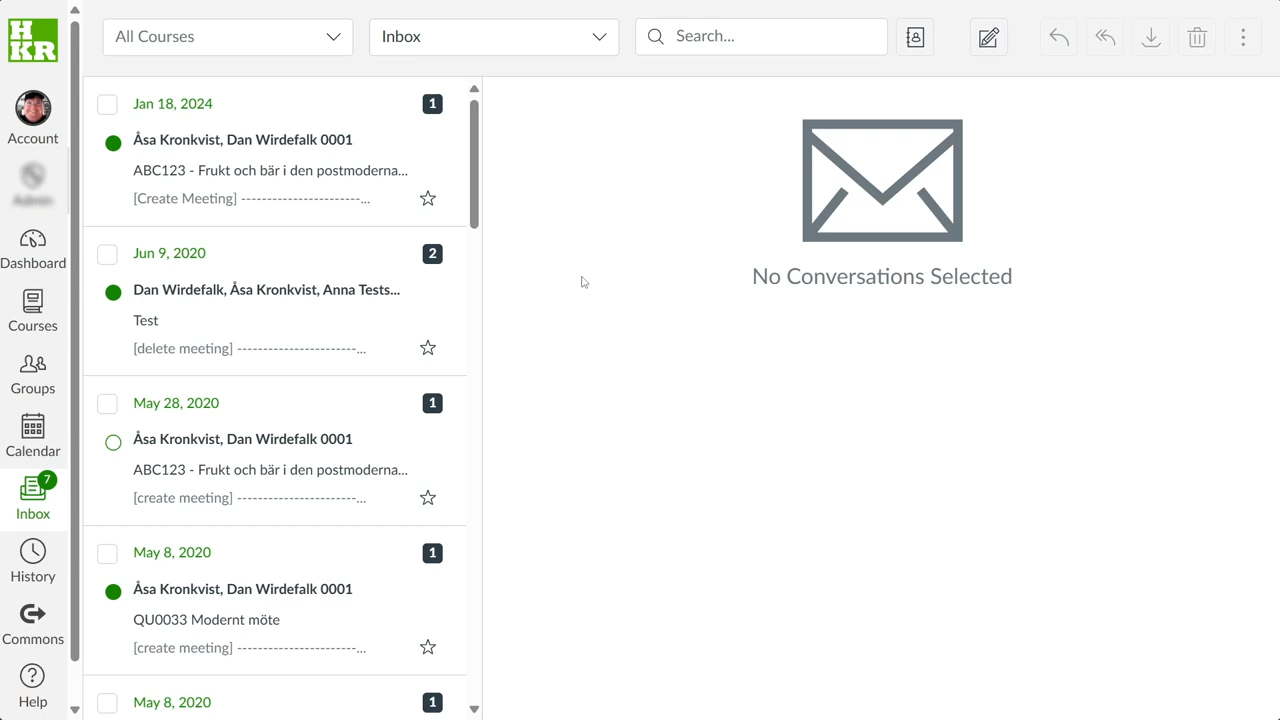 HKR
All Courses
Inbox
Search...
Account
Dashboard
Courses
Groups
Calendar
7
Inbox
History
Commons
Help
Jan 18, 2024
1
Åsa Kronkvist, Dan Wirdefalk 0001
ABC123 - Frukt och bär i den postmoderna...
[Create Meeting] -----------------------...
Jun 9, 2020
2
Dan Wirdefalk, Åsa Kronkvist, Anna Tests...
Test
[delete meeting] -----------------------...
May 28, 2020
1
Åsa Kronkvist, Dan Wirdefalk 0001
ABC123 - Frukt och bär i den postmoderna...
[create meeting] -----------------------...
May 8, 2020
1
Åsa Kronkvist, Dan Wirdefalk 0001
QU0033 Modernt möte
[create meeting] -----------------------...
May 8, 2020
1
No Conversations Selected